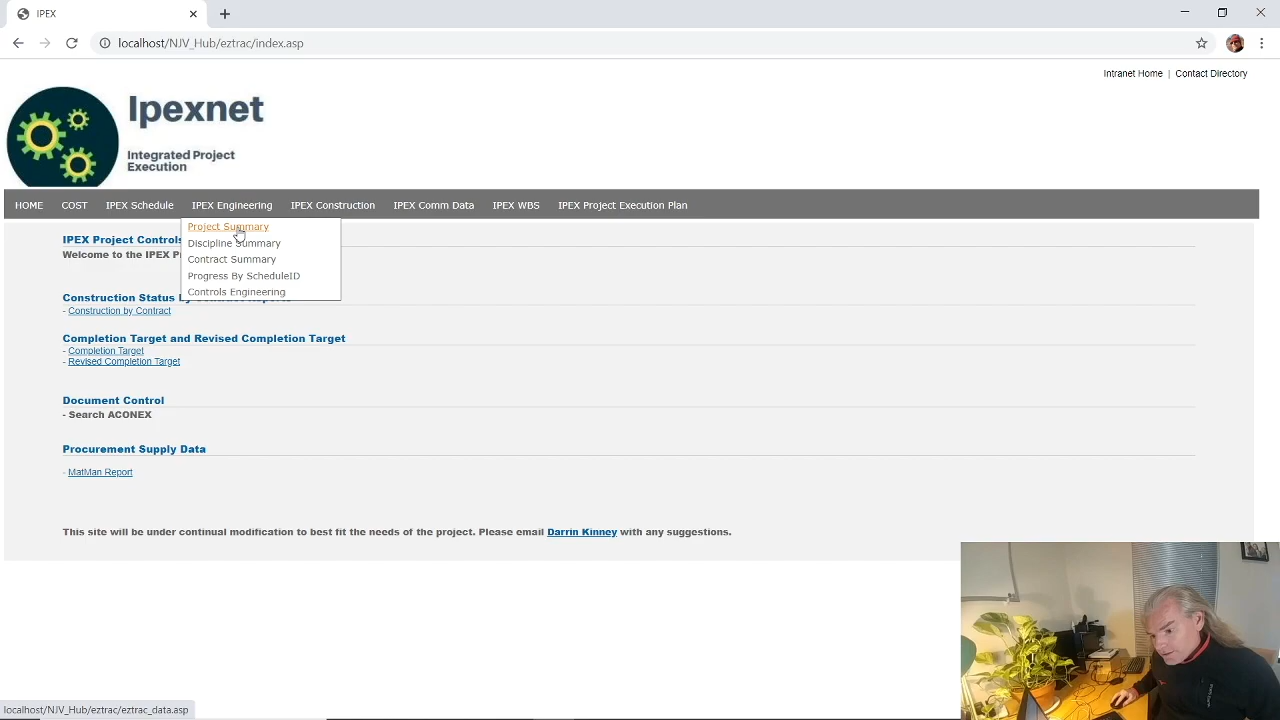 IPEX
localhost/NJV_Hub/eztrac/index.asp
Intranet Home | Contact Directory
Ipexnet
Integrated Project
Execution
HOME COST IPEX Schedule IPEX Engineering IPEX Construction IPEX Comm Data IPEX WBS IPEX Project Execution Plan
Project Summary
Discipline Summary
Contract Summary
Progress By ScheduleID
Controls Engineering
IPEX Project Controls
Welcome to the IPEX
Construction Status
- Construction by Contract
Completion Target and Revised Completion Target
- Completion Target
- Revised Completion Target
Document Control
- Search ACONEX
Procurement Supply Data
- MatMan Report
This site will be under continual modification to best fit the needs of the project. Please email Darrin Kinney with any suggestions.
localhost/NJV_Hub/eztrac/eztrac_data.asp